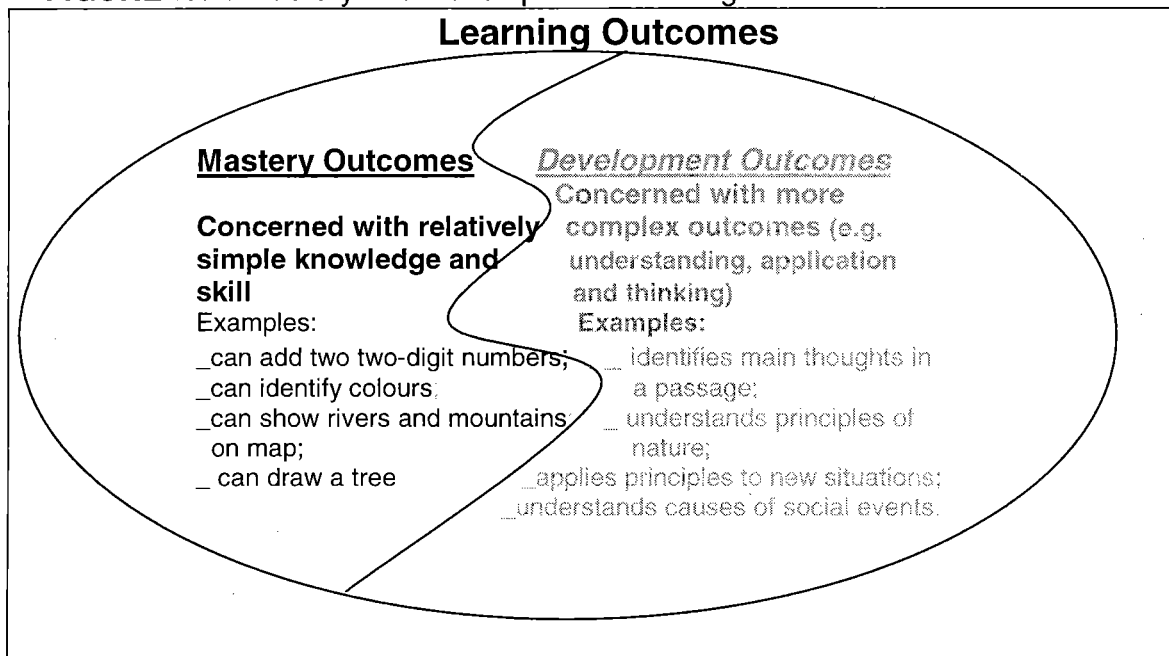 Learning Outcomes
Mastery Outcomes
Concerned with relatively
simple knowledge and
skill
Examples:
_can add two two-digit numbers;
_can identify colours;
_can show rivers and mountains
on map;
_ can draw a tree
Development Outcomes
Concerned with more
complex outcomes (e.g.
understanding, application
and thinking)
Examples:
_ identifies main thoughts in
a passage;
_ understands principles of
nature;
_applies principles to new situations;
_understands causes of social events.